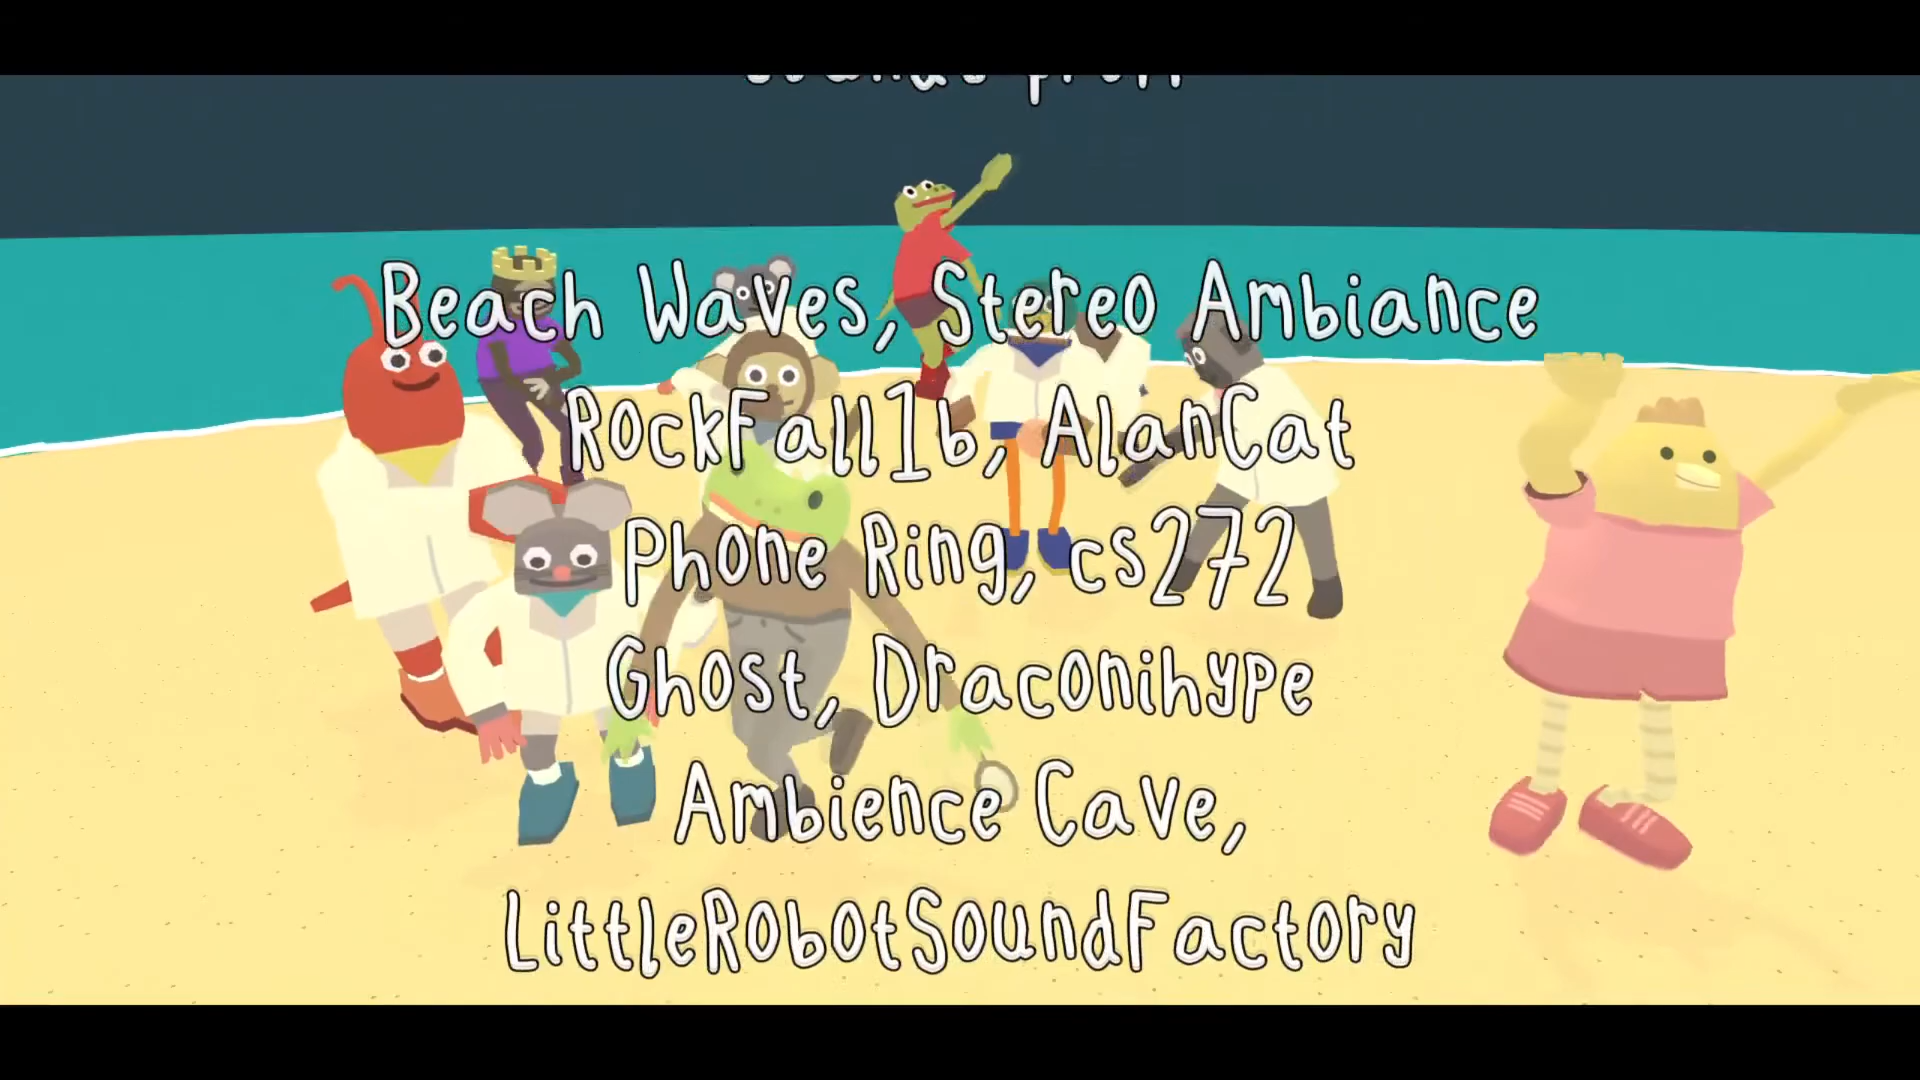 Beach Waves, Stereo Ambiance
RockFall1b, AlanCat
Phone Ring, cs272
Ghost, Draconihype
Ambience Cave,
LittleRobotSoundFactory